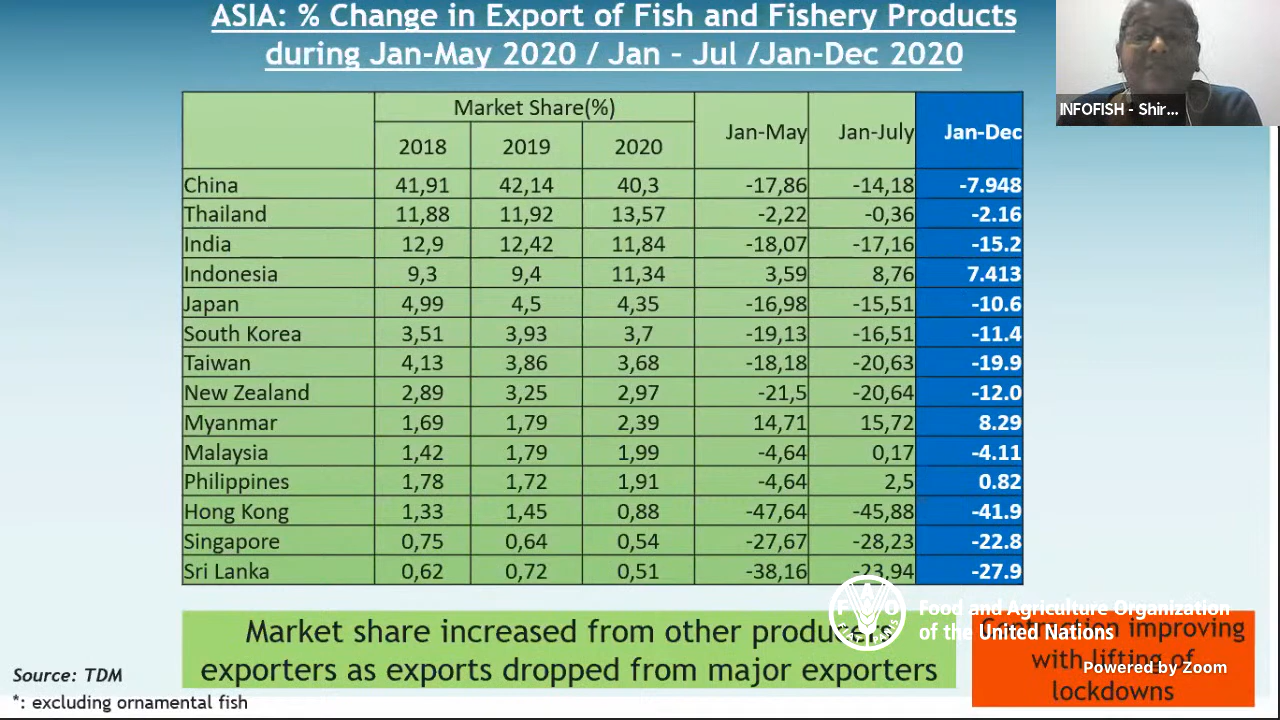 ASIA: % Change in Export of Fish and Fishery Products
during Jan-May 2020 / Jan – Jul /Jan-Dec 2020
INFOFISH - Shir...
Market Share(%) Jan-May Jan-July Jan-Dec
2018 2019 2020
China 41,91 42,14 40,3 -17,86 -14,18 -7.948
Thailand 11,88 11,92 13,57 -2,22 -0,36 -2.16
India 12,9 12,42 11,84 -18,07 -17,16 -15.2
Indonesia 9,3 9,4 11,34 3,59 8,76 7.413
Japan 4,99 4,5 4,35 -16,98 -15,51 -10.6
South Korea 3,51 3,93 3,7 -19,13 -16,51 -11.4
Taiwan 4,13 3,86 3,68 -18,18 -20,63 -19.9
New Zealand 2,89 3,25 2,97 -21,5 -20,64 -12.0
Myanmar 1,69 1,79 2,39 14,71 15,72 8.29
Malaysia 1,42 1,79 1,99 -4,64 0,17 -4.11
Philippines 1,78 1,72 1,91 -4,64 2,5 0.82
Hong Kong 1,33 1,45 0,88 -47,64 -45,88 -41.9
Singapore 0,75 0,64 0,54 -27,67 -28,23 -22.8
Sri Lanka 0,62 0,72 0,51 -38,16 -23,94 -27.9
Market share increased from other producers
exporters as exports dropped from major exporters
improving
with lifting of
lockdowns
Food and Agriculture Organization
of the United Nations
Powered by Zoom
Source: TDM
*: excluding ornamental fish